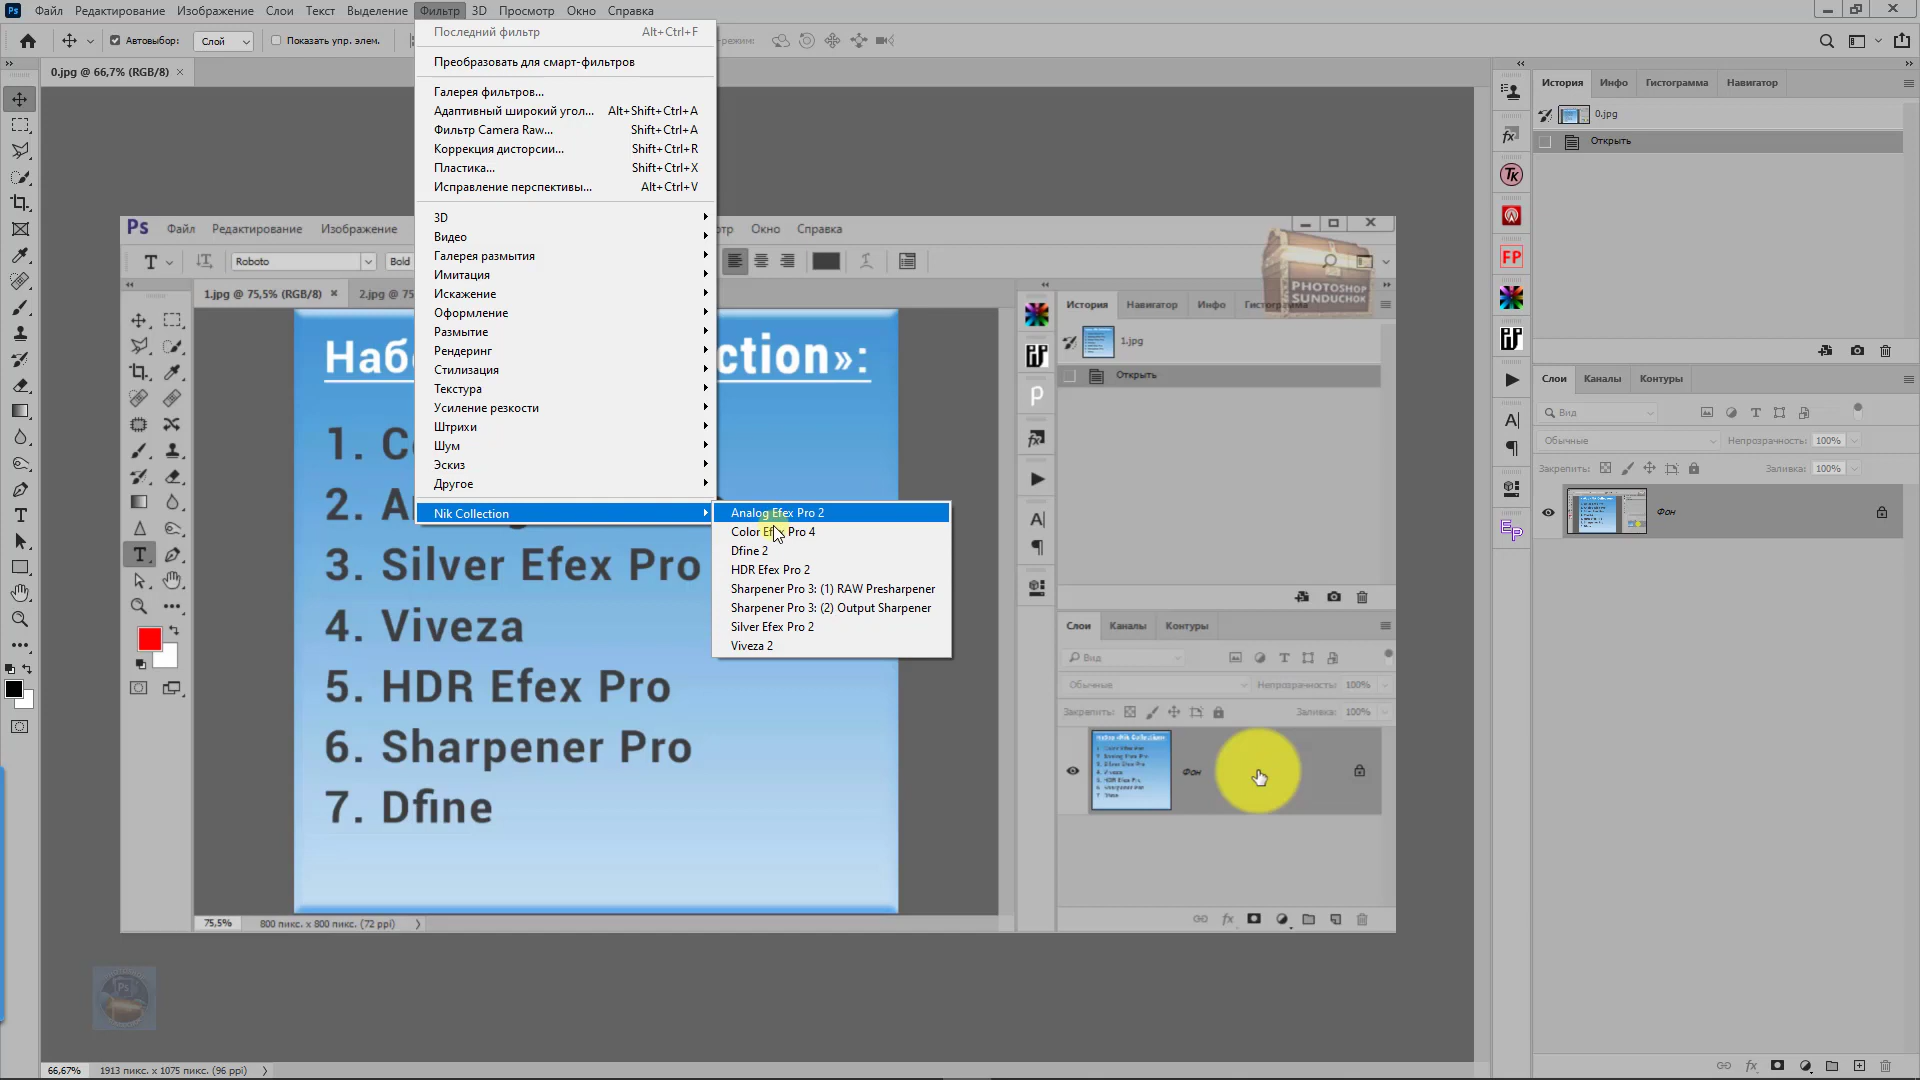 Файл Редактирование Изображение Слои Текст Выделение Фильтр 3D Просмотр Окно Справка
Автовыбор: Слой Показать упр. элем.
0.jpg @ 66,7% (RGB/8)
Последний фильтр Alt+Ctrl+F
Преобразовать для смарт-фильтров
Галерея фильтров...
Адаптивный широкий угол... Alt+Shift+Ctrl+A
Фильтр Camera Raw... Shift+Ctrl+A
Коррекция дисторсии... Shift+Ctrl+R
Пластика... Shift+Ctrl+X
Исправление перспективы... Alt+Ctrl+V
3D
Видео
Галерея размытия
Имитация
Искажение
Оформление
Размытие
Рендеринг
Стилизация
Текстура
Усиление резкости
Штрихи
Шум
Эскиз
Другое
Nik Collection
Analog Efex Pro 2
Color Efex Pro 4
Dfine 2
HDR Efex Pro 2
Sharpener Pro 3: (1) RAW Presharpener
Sharpener Pro 3: (2) Output Sharpener
Silver Efex Pro 2
Viveza 2
Ps Файл Редактирование Изображение Окно Справка
Roboto Bold
1.jpg @ 75,5% (RGB/8) 2.jpg @ 75
PHOTOSHOP
SUNDUCHOK
3. Silver Efex Pro
4. Viveza
5. HDR Efex Pro
6. Sharpener Pro
7. Dfine
75,5% 800 пикс. x 800 пикс. (72 ppi)
История Навигатор Инфо Гистограмма
1.jpg
Открыть
Слои Каналы Контуры
Вид
Обычные Непрозрачность: 100%
Закрепить: Заливка: 100%
Фон
История Инфо Гистограмма Навигатор
0.jpg
Открыть
Слои Каналы Контуры
Вид
Обычные Непрозрачность: 100%
Закрепить: Заливка: 100%
Фон
66,67% 1913 пикс. x 1075 пикс. (96 ppi)